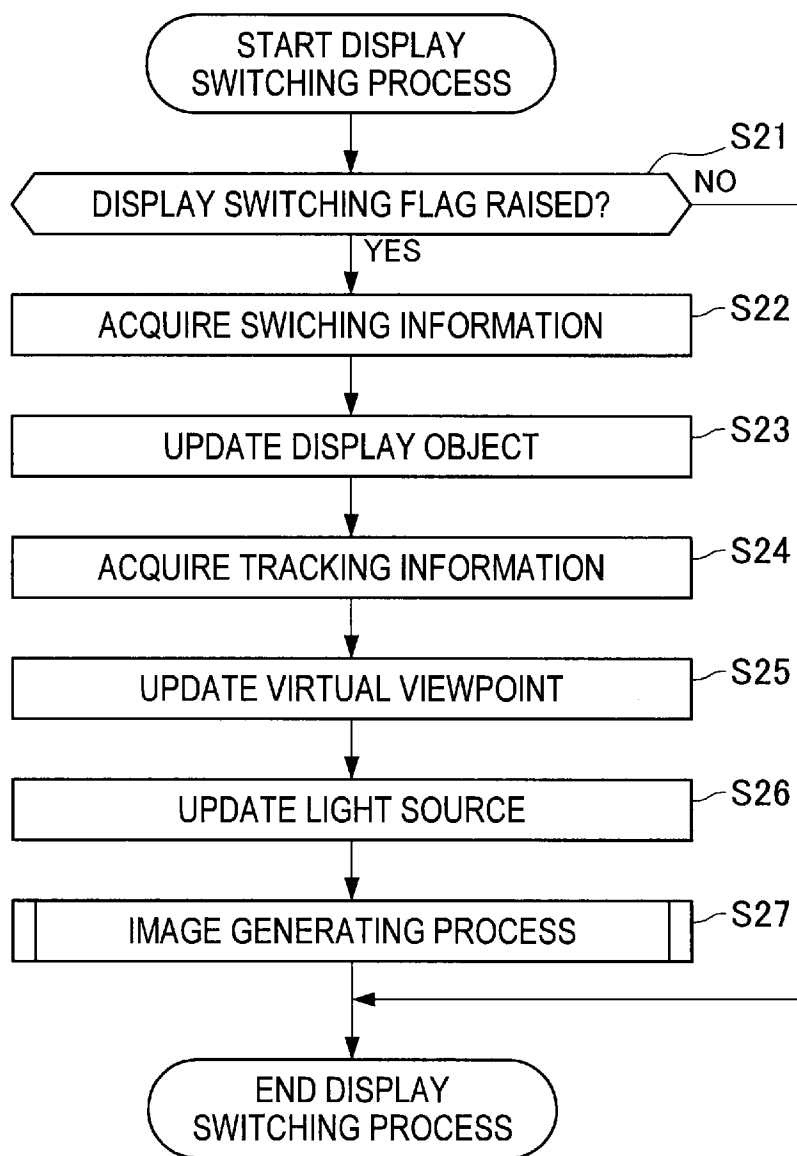 START DISPLAY
SWITCHING PROCESS
S21
DISPLAY SWITCHING FLAG RAISED?
NO
YES
ACQUIRE SWICHING INFORMATION
S22
UPDATE DISPLAY OBJECT
S23
ACQUIRE TRACKING INFORMATION
S24
UPDATE VIRTUAL VIEWPOINT
S25
UPDATE LIGHT SOURCE
S26
IMAGE GENERATING PROCESS
S27
END DISPLAY
SWITCHING PROCESS